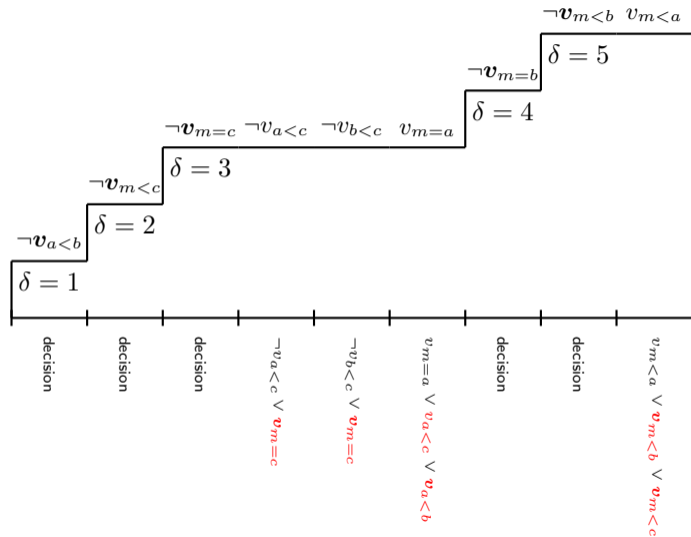 ¬v_{m<b} v_{m<a}
δ = 5
¬v_{m=b}
δ = 4
¬v_{m=c} ¬v_{a<c} ¬v_{b<c} v_{m=a}
δ = 3
¬v_{m<c}
δ = 2
¬v_{a<b}
δ = 1
decision
decision
decision
¬v_{a<c} ∨ v_{m=c}
¬v_{b<c} ∨ v_{m=c}
v_{m=a} ∨ v_{a<c} ∨ v_{a<b}
decision
decision
v_{m<a} ∨ v_{m<b} ∨ v_{m<c}